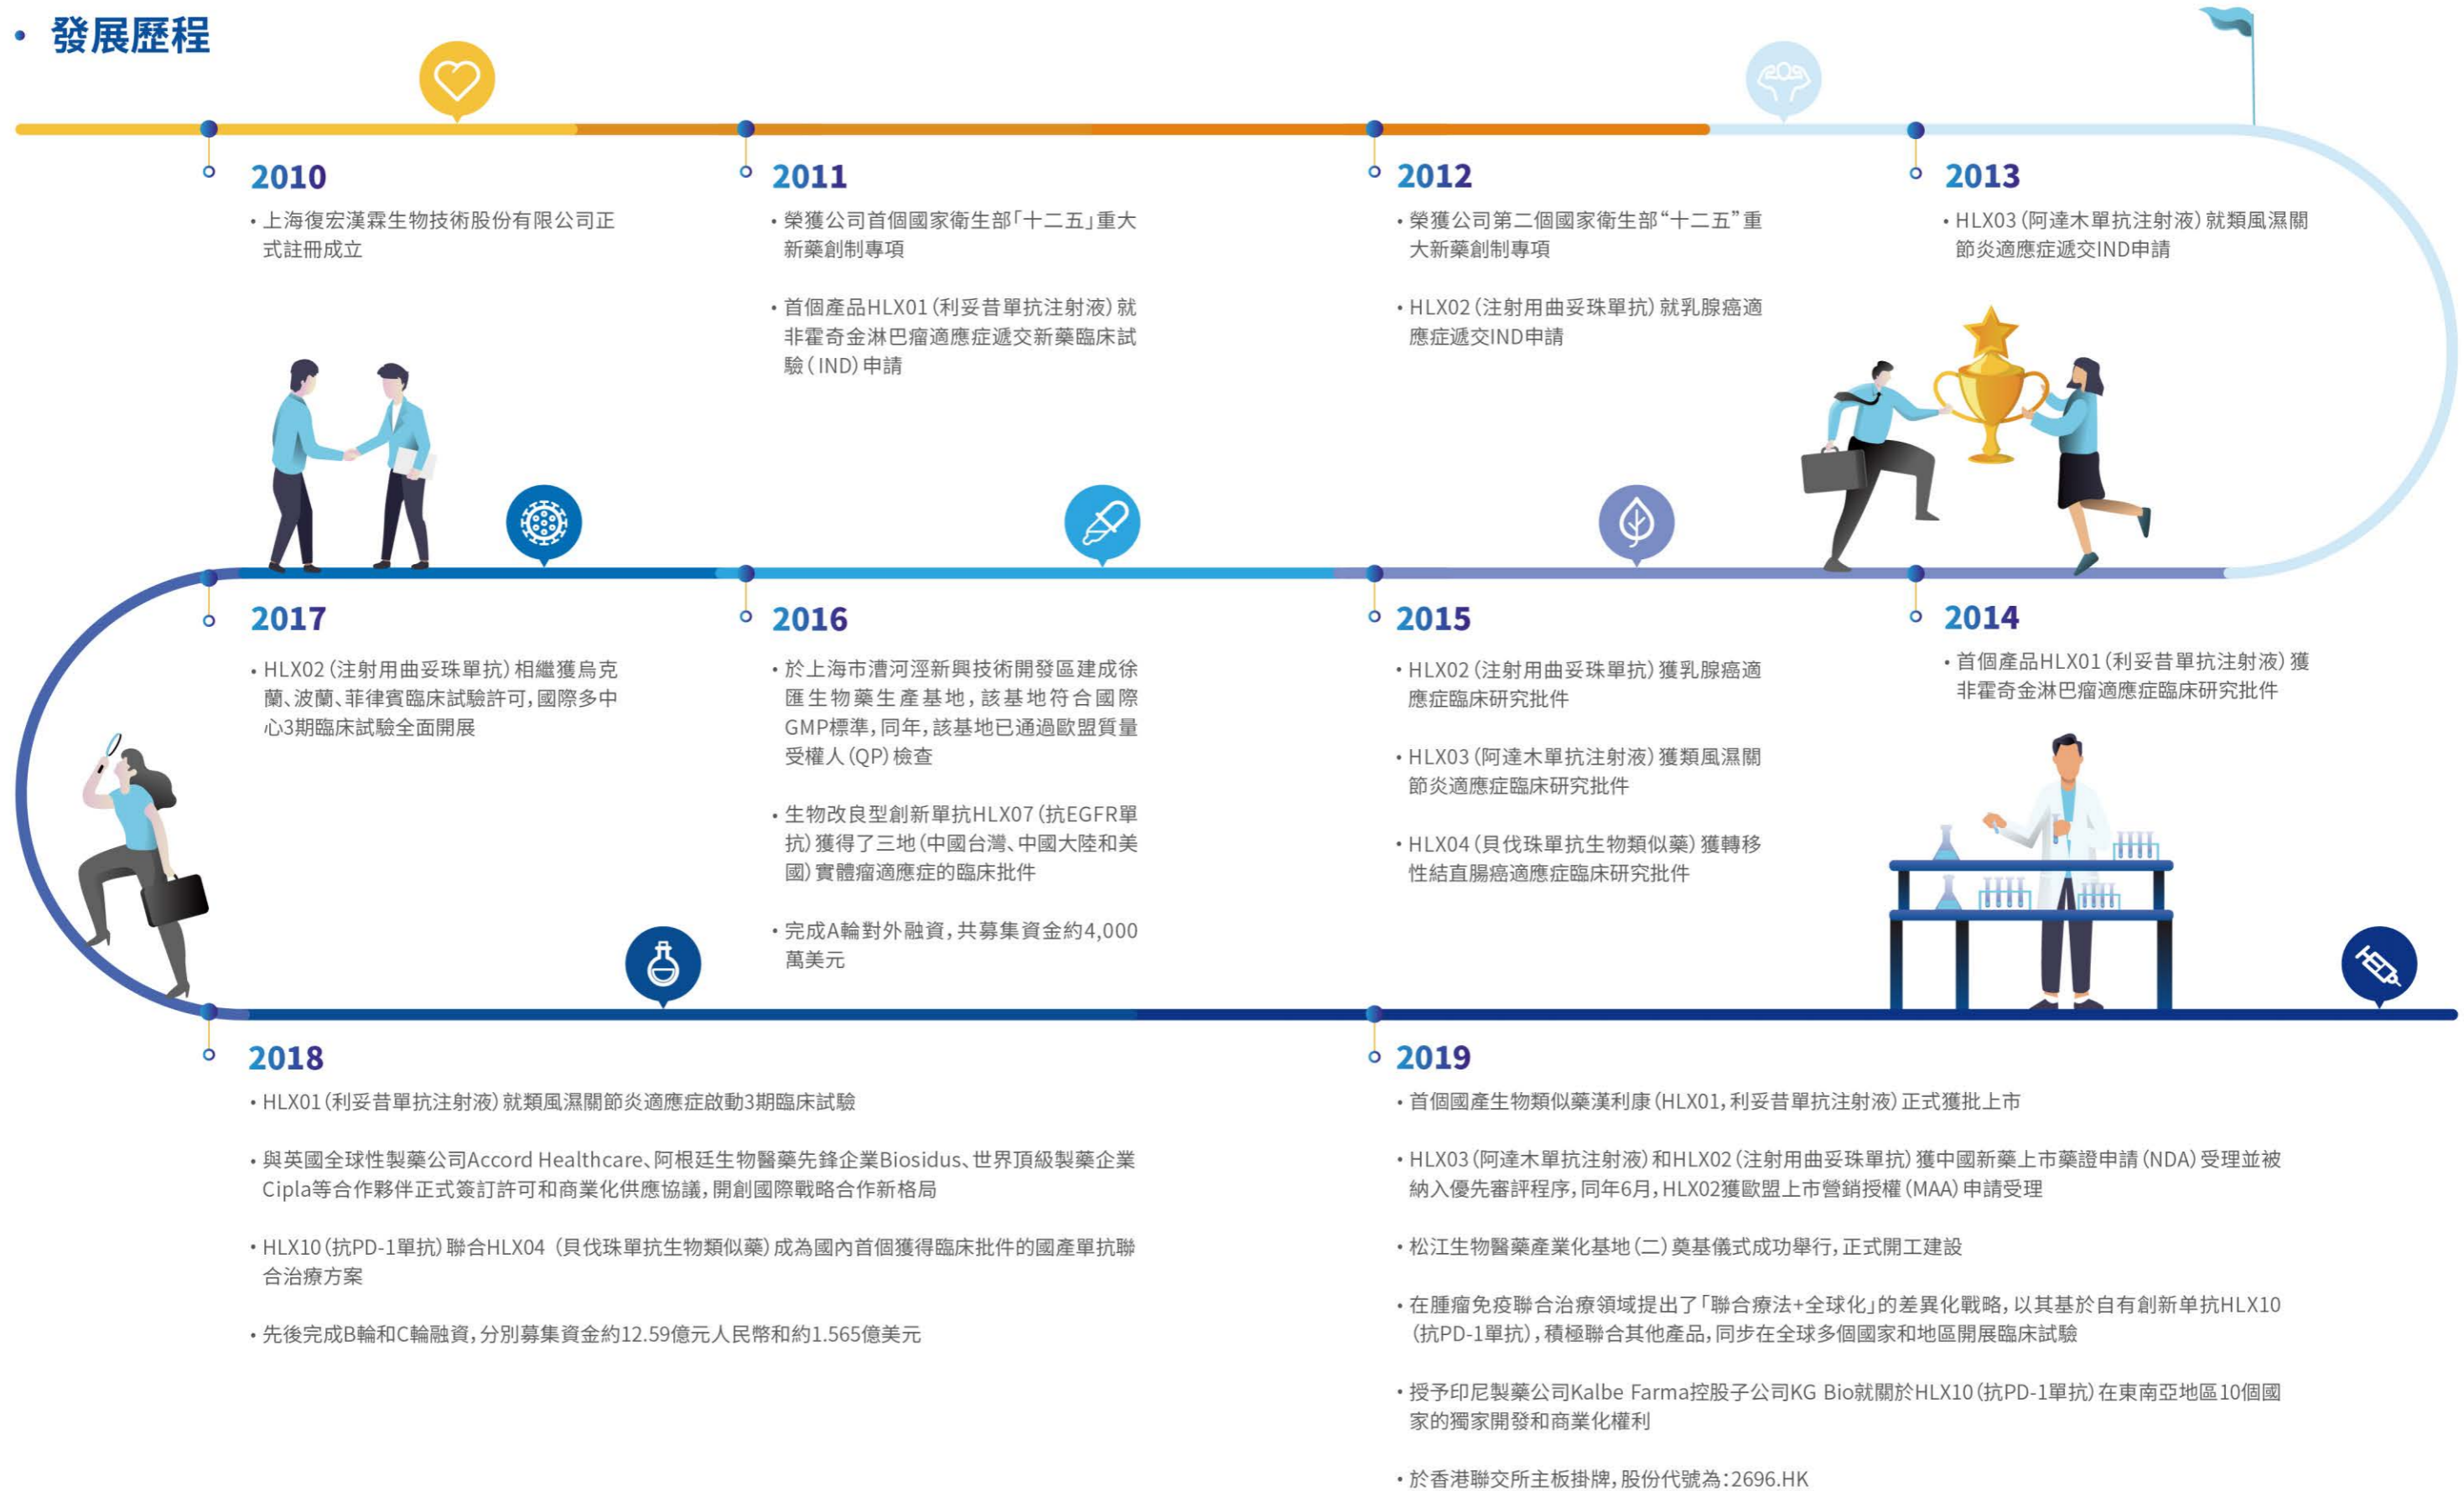 • 發展歷程
2010
• 上海復宏漢霖生物技術股份有限公司正
式註冊成立
2011
• 榮獲公司首個國家衛生部「十二五」重大
新藥創制專項
• 首個產品HLX01(利妥昔單抗注射液)就
非霍奇金淋巴瘤適應症遞交新藥臨床試
驗(IND)申請
2012
• 榮獲公司第二個國家衛生部“十二五”重
大新藥創制專項
• HLX02(注射用曲妥珠單抗)就乳腺癌適
應症遞交IND申請
2013
• HLX03(阿達木單抗注射液)就類風濕關
節炎適應症遞交IND申請
2014
• 首個產品HLX01(利妥昔單抗注射液)獲
非霍奇金淋巴瘤適應症臨床研究批件
2015
• HLX02(注射用曲妥珠單抗)獲乳腺癌適
應症臨床研究批件
• HLX03(阿達木單抗注射液)獲類風濕關
節炎適應症臨床研究批件
• HLX04(貝伐珠單抗生物類似藥)獲轉移
性結直腸癌適應症臨床研究批件
2016
• 於上海市漕河涇新興技術開發區建成徐
匯生物藥生產基地,該基地符合國際
GMP標準,同年,該基地已通過歐盟質量
受權人(QP)檢查
• 生物改良型創新單抗HLX07(抗EGFR單
抗)獲得了三地(中國台灣、中國大陸和美
國)實體瘤適應症的臨床批件
• 完成A輪對外融資,共募集資金約4,000
萬美元
2017
• HLX02(注射用曲妥珠單抗)相繼獲烏克
蘭、波蘭、菲律賓臨床試驗許可,國際多中
心3期臨床試驗全面開展
2018
• HLX01(利妥昔單抗注射液)就類風濕關節炎適應症啟動3期臨床試驗
• 與英國全球性製藥公司Accord Healthcare、阿根廷生物醫藥先鋒企業Biosidus、世界頂級製藥企業
Cipla等合作夥伴正式簽訂許可和商業化供應協議,開創國際戰略合作新格局
• HLX10(抗PD-1單抗)聯合HLX04 (貝伐珠單抗生物類似藥)成為國內首個獲得臨床批件的國產單抗聯
合治療方案
• 先後完成B輪和C輪融資,分別募集資金約12.59億元人民幣和約1.565億美元
2019
• 首個國產生物類似藥漢利康(HLX01,利妥昔單抗注射液)正式獲批上市
• HLX03(阿達木單抗注射液)和HLX02(注射用曲妥珠單抗)獲中國新藥上市藥證申請(NDA)受理並被
納入優先審評程序,同年6月,HLX02獲歐盟上市營銷授權(MAA)申請受理
• 松江生物醫藥產業化基地(二)奠基儀式成功舉行,正式開工建設
• 在腫瘤免疫聯合治療領域提出了「聯合療法+全球化」的差異化戰略,以其基於自有創新单抗HLX10
(抗PD-1單抗),積極聯合其他產品,同步在全球多個國家和地區開展臨床試驗
• 授予印尼製藥公司Kalbe Farma控股子公司KG Bio就關於HLX10(抗PD-1單抗)在東南亞地區10個國
家的獨家開發和商業化權利
• 於香港聯交所主板掛牌,股份代號為:2696.HK